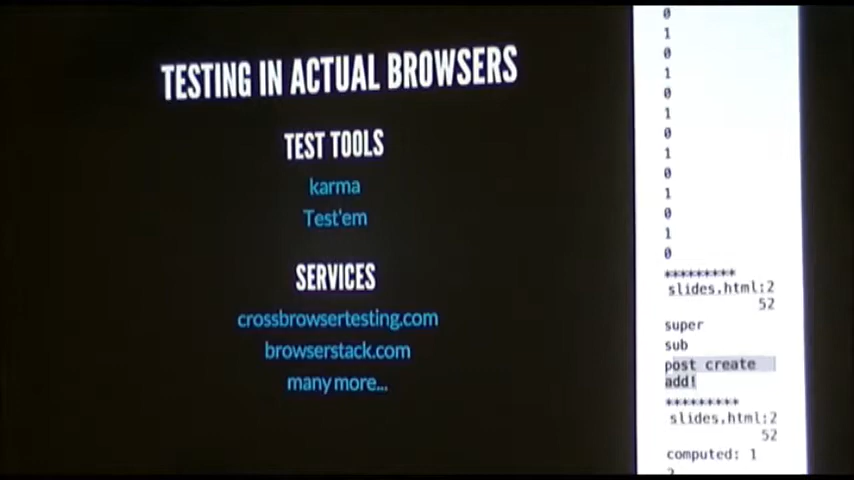 TESTING IN ACTUAL BROWSERS
TEST TOOLS
karma
Test'em
SERVICES
crossbrowsertesting.com
browserstack.com
many more...
0
1
0
1
0
1
0
1
0
1
0
1
0
*********
slides.html:2
52
super
sub
post create
add!
*********
slides.html:2
52
computed: 1